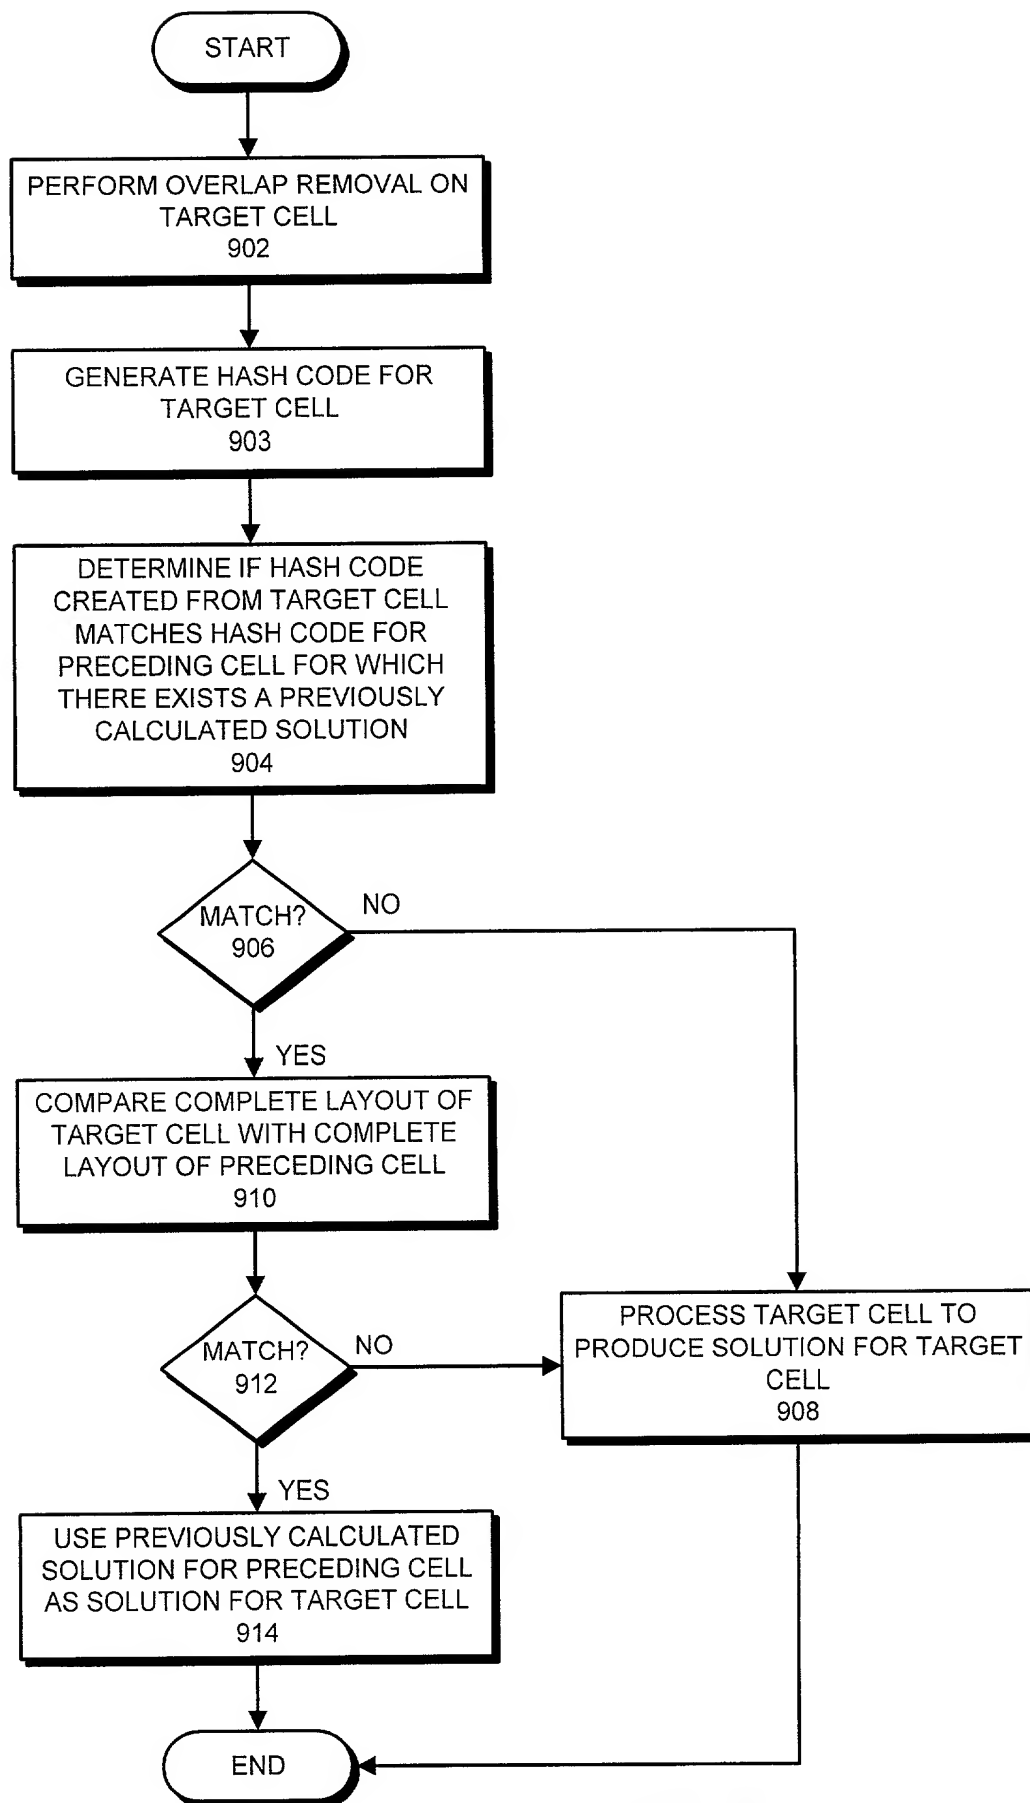 START
PERFORM OVERLAP REMOVAL ON
TARGET CELL
902
GENERATE HASH CODE FOR
TARGET CELL
903
DETERMINE IF HASH CODE
CREATED FROM TARGET CELL
MATCHES HASH CODE FOR
PRECEDING CELL FOR WHICH
THERE EXISTS A PREVIOUSLY
CALCULATED SOLUTION
904
MATCH?
906
NO
YES
COMPARE COMPLETE LAYOUT OF
TARGET CELL WITH COMPLETE
LAYOUT OF PRECEDING CELL
910
MATCH?
912
NO
PROCESS TARGET CELL TO
PRODUCE SOLUTION FOR TARGET
CELL
908
YES
USE PREVIOUSLY CALCULATED
SOLUTION FOR PRECEDING CELL
AS SOLUTION FOR TARGET CELL
914
END